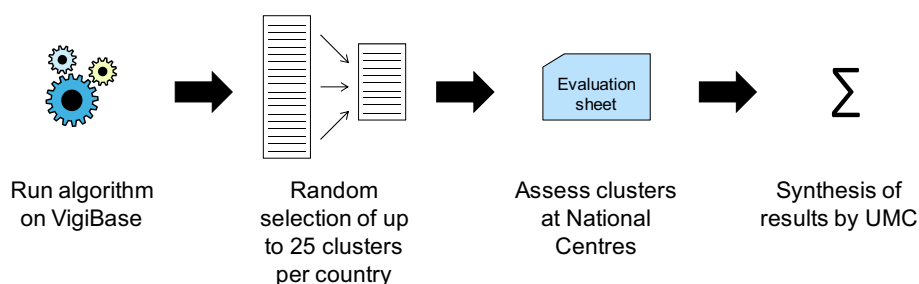 Evaluation
sheet
Σ
Run algorithm
on VigiBase
Random
selection of up
to 25 clusters
per country
Assess clusters
at National
Centres
Synthesis of
results by UMC